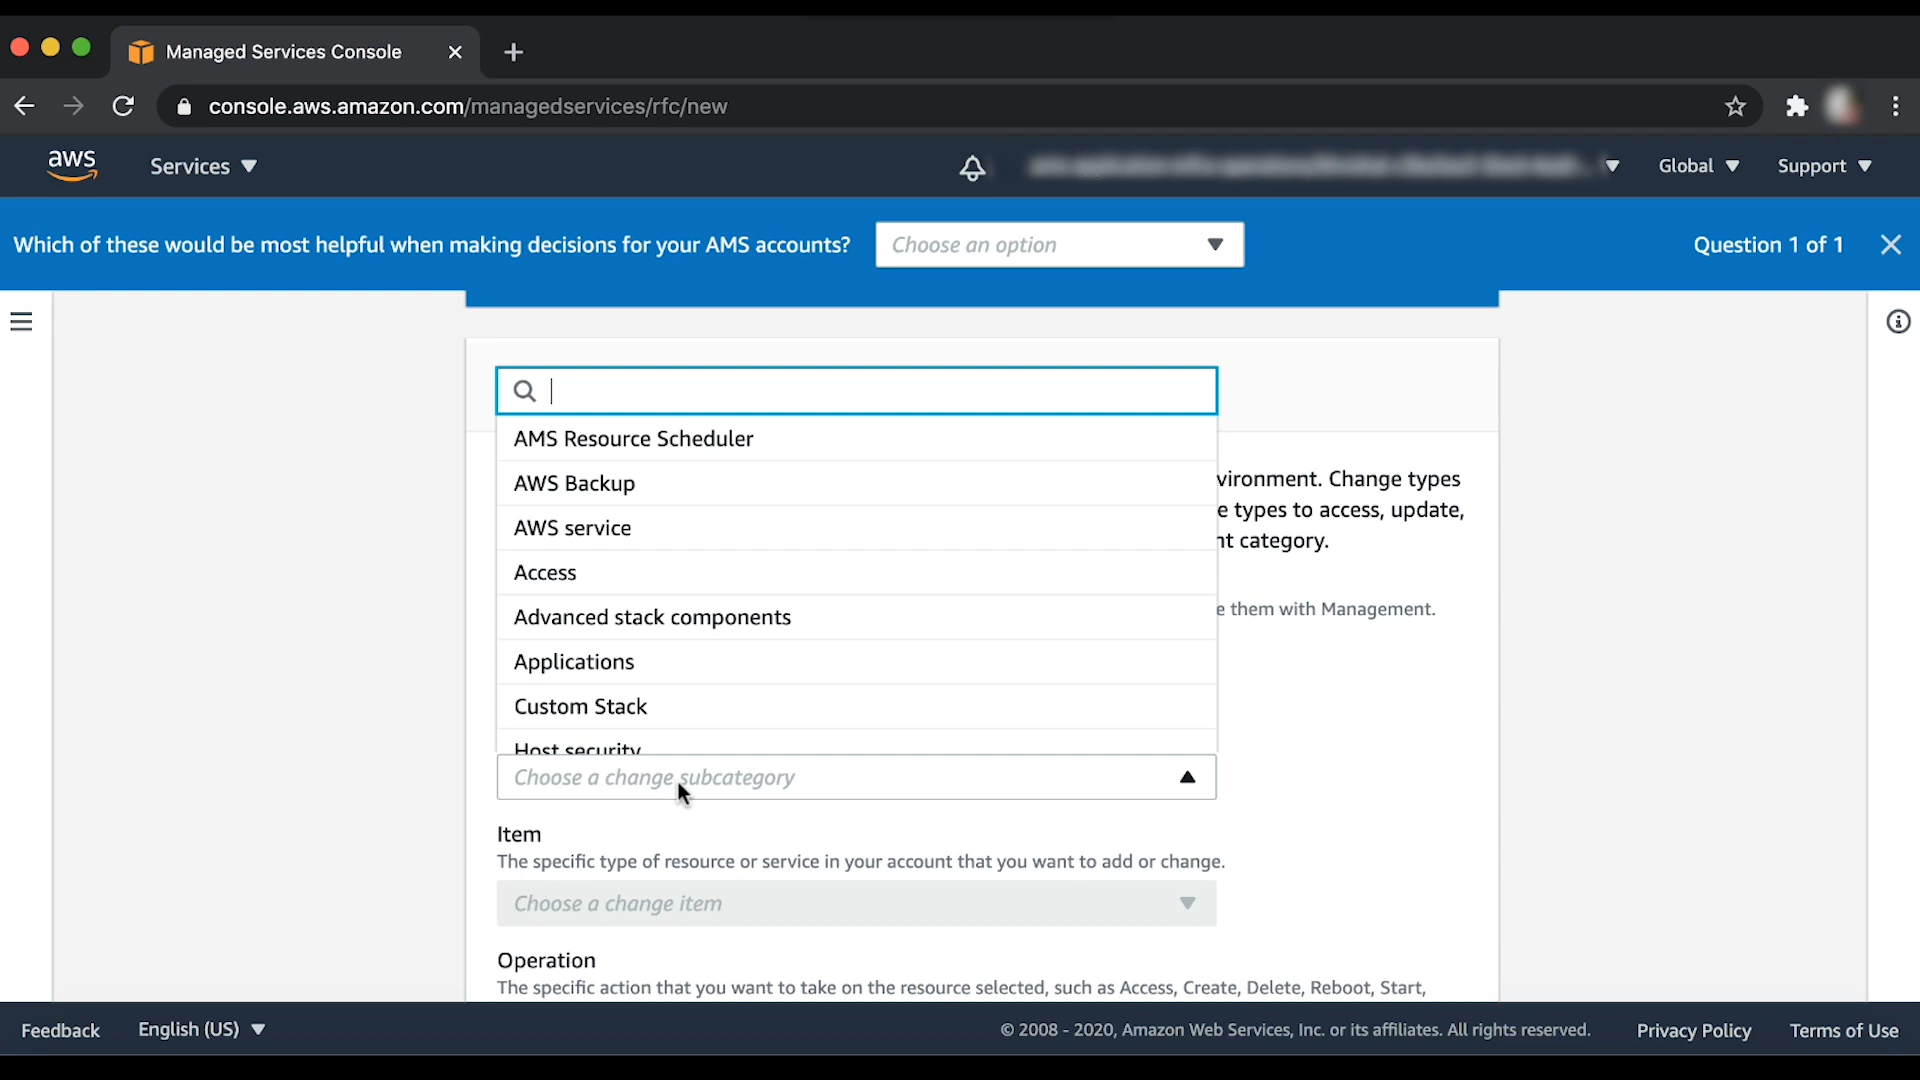 Managed Services Console
console.aws.amazon.com/managedservices/rfc/new
aws
Services
Global
Support
Which of these would be most helpful when making decisions for your AMS accounts?
Choose an option
Question 1 of 1
AMS Resource Scheduler
AWS Backup
vironment. Change types
AWS service
e types to access, update,
nt category.
Access
Advanced stack components
e them with Management.
Applications
Custom Stack
Host security
Choose a change subcategory
Item
The specific type of resource or service in your account that you want to add or change.
Choose a change item
Operation
The specific action that you want to take on the resource selected, such as Access, Create, Delete, Reboot, Start,
Feedback
English (US)
© 2008 - 2020, Amazon Web Services, Inc. or its affiliates. All rights reserved.
Privacy Policy
Terms of Use